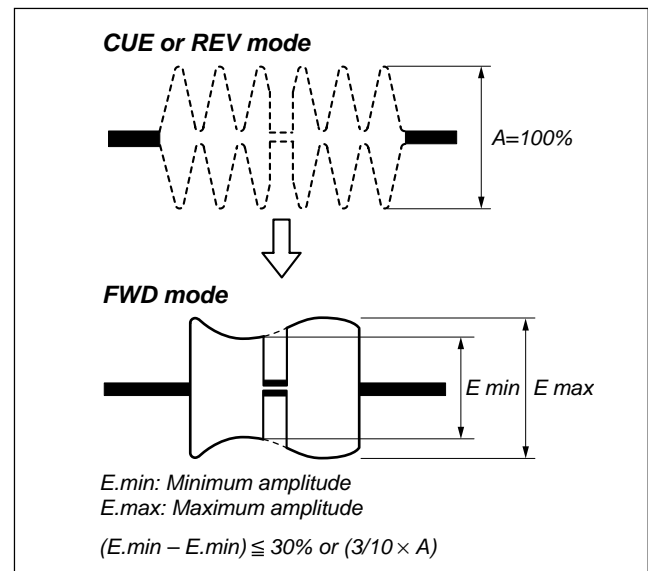 CUE or REV mode
A=100%
FWD mode
E min
E max
E.min: Minimum amplitude
E.max: Maximum amplitude
(E.min – E.min) ≦ 30% or (3/10 × A)